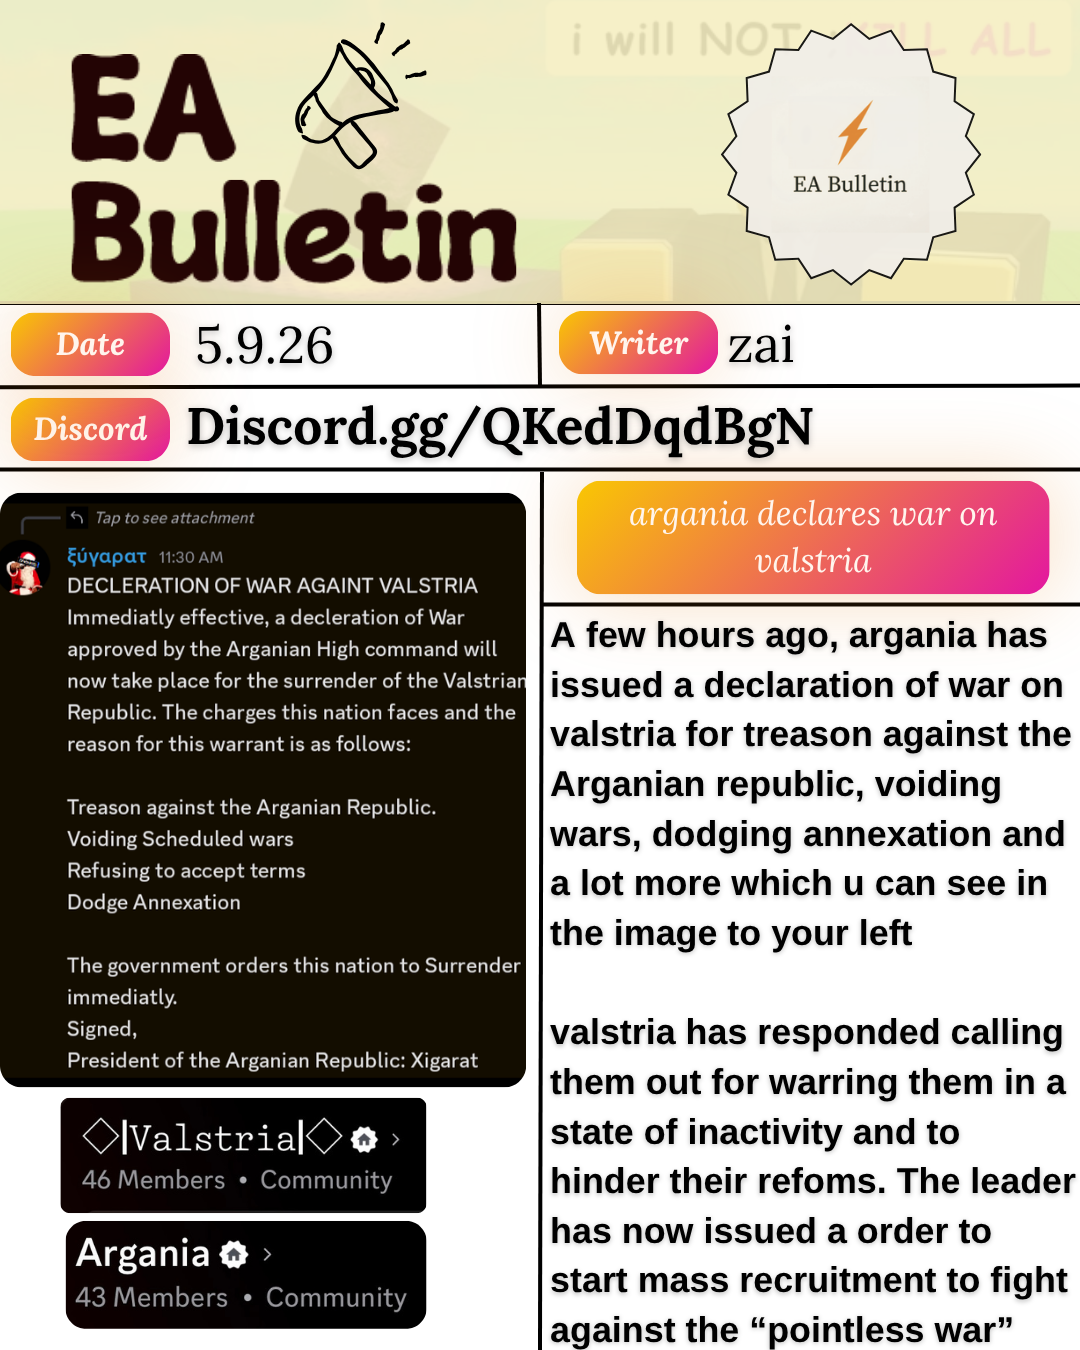 i will NOT KILL ALL
EA
Bulletin
EA Bulletin
Date
5.9.26
Writer
zai
Discord
Discord.gg/QKedDqdBgN
Tap to see attachment
ξύγαρατ 11:30 AM
DECLERATION OF WAR AGAINT VALSTRIA
Immediatly effective, a decleration of War
approved by the Arganian High command will
now take place for the surrender of the Valstrian
Republic. The charges this nation faces and the
reason for this warrant is as follows:
Treason against the Arganian Republic.
Voiding Scheduled wars
Refusing to accept terms
Dodge Annexation
The government orders this nation to Surrender
immediatly.
Signed,
President of the Arganian Republic: Xigarat
◇|Valstria|◇
46 Members • Community
Argania
43 Members • Community
argania declares war on
valstria
A few hours ago, argania has
issued a declaration of war on
valstria for treason against the
Arganian republic, voiding
wars, dodging annexation and
a lot more which u can see in
the image to your left
valstria has responded calling
them out for warring them in a
state of inactivity and to
hinder their refoms. The leader
has now issued a order to
start mass recruitment to fight
against the “pointless war”